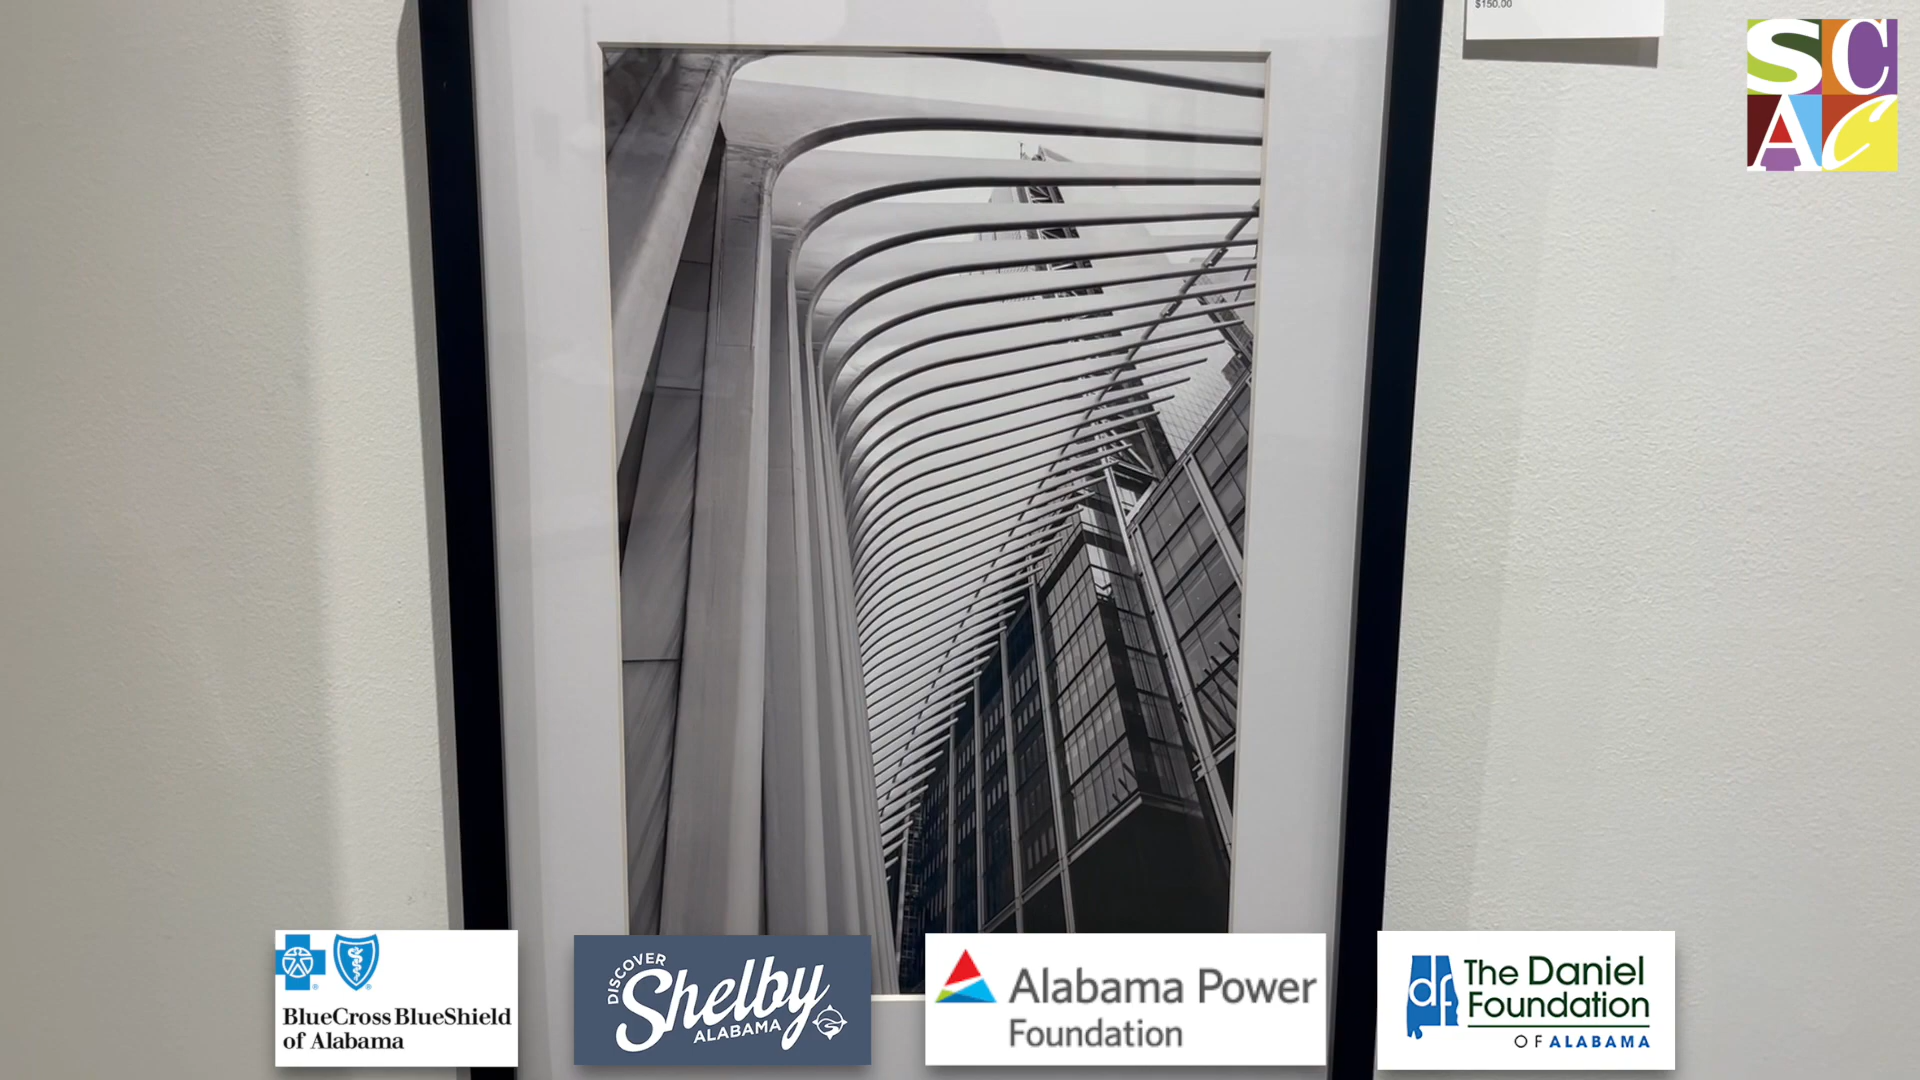 $150.00
SC
AC
BlueCross BlueShield
of Alabama
DISCOVER
Shelby
ALABAMA
Alabama Power
Foundation
df
The Daniel
Foundation
OF ALABAMA